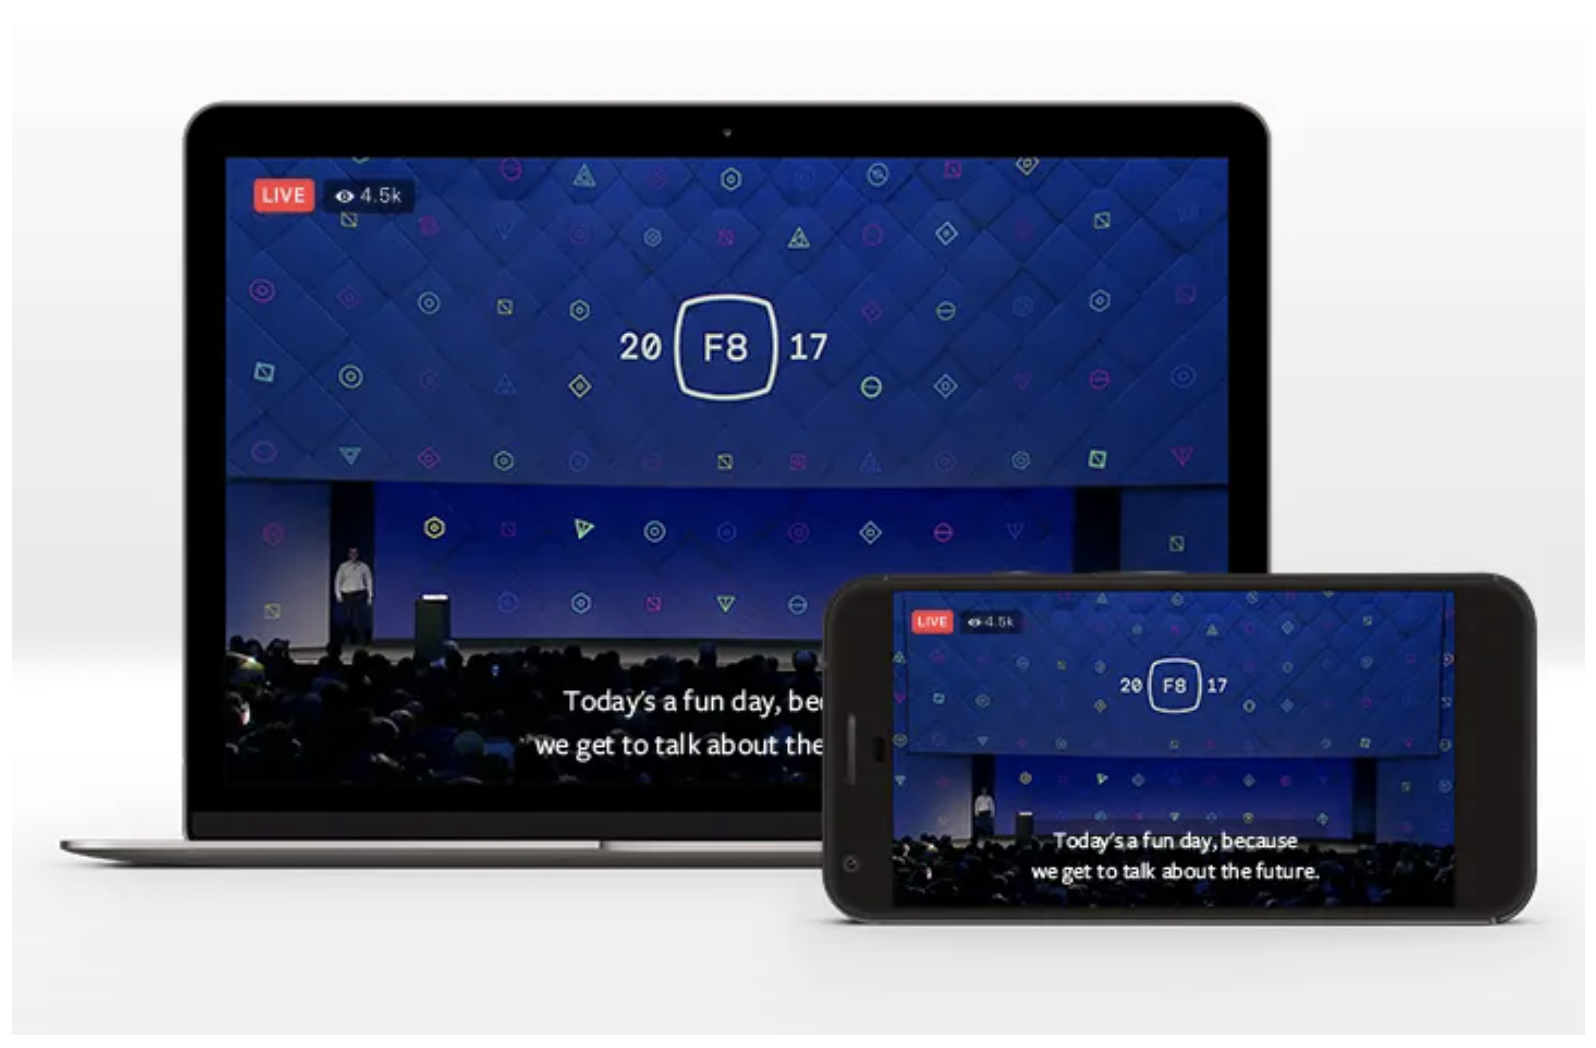 LIVE 4.5k
20 F8 17
Today's a fun day, be
we get to talk about the
LIVE 4.5k
20 F8 17
Today's a fun day, because
we get to talk about the future.